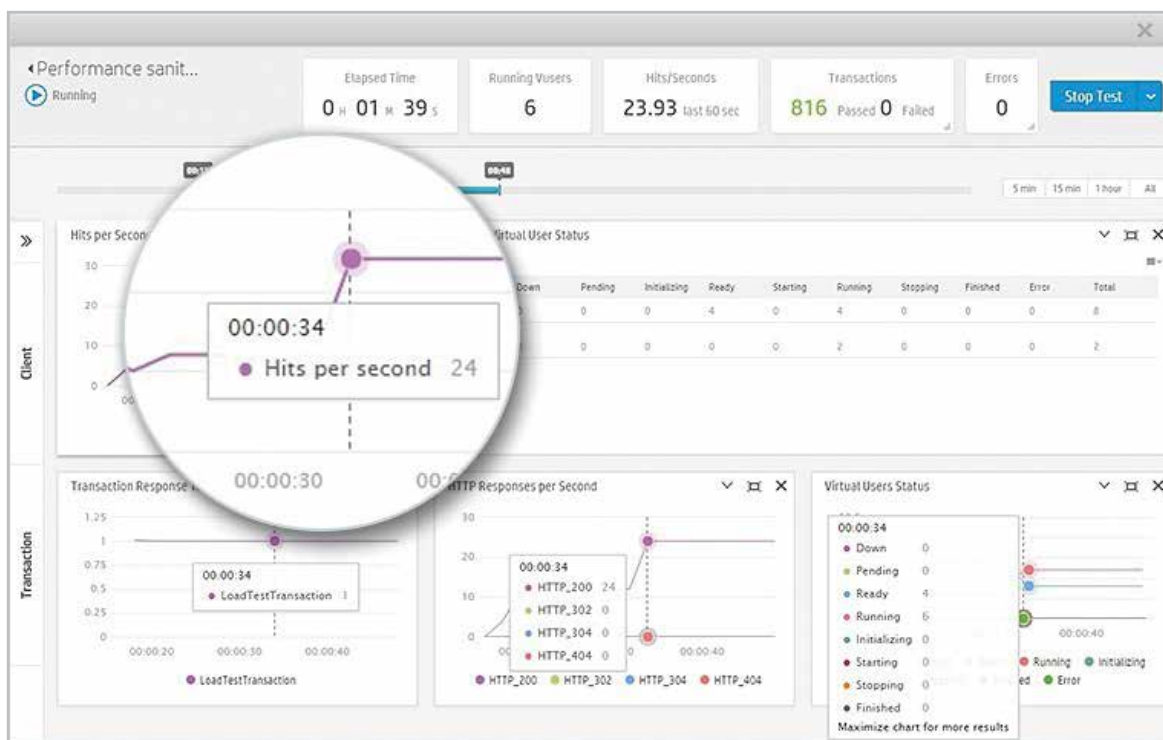 Performance sanit...
Running
Elapsed Time
0 H 01 M 39 S
Running Vusers
6
Hits/Seconds
23.93 last 60 sec
Transactions
816 Passed 0 Failed
Errors
0
Stop Test
00:48
5 min 15 min 1 hour All
Client
Transaction
Hits per Secon
30
20
10
0
00:00:34
Hits per second 24
00:00:30
Virtual User Status
Down Pending Initializing Ready Starting Running Stopping Finished Error Total
0 0 4 0 4 0 0 0 8
0 0 0 0 2 0 0 0 2
Transaction Response
1.25
1
0.75
0.5
0.25
0
00:00:34
LoadTestTransaction 1
00:00:20 00:00:30 00:00:40
LoadTestTransaction
HTTP Responses per Second
30
20
0
00:00:34
HTTP_200 24
HTTP_302 0
HTTP_304 0
HTTP_404 0
00:00:40
HTTP_200 HTTP_302 HTTP_304 HTTP_404
Virtual Users Status
00:00:34
Down 0
Pending 0
Ready 4
Running 6
Initializing 0
Starting 0
Stopping 0
Finished 0
Maximize chart for more results
00:00:40
Running Initializing
Error